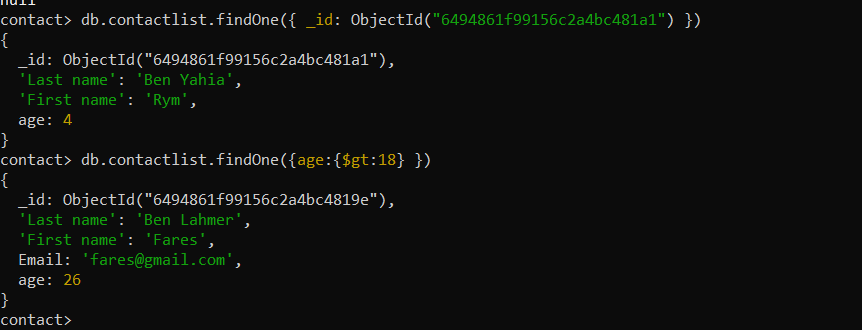 null
contact> db.contactlist.findOne({ _id: ObjectId("6494861f99156c2a4bc481a1") })
{
  _id: ObjectId("6494861f99156c2a4bc481a1"),
  'Last name': 'Ben Yahia',
  'First name': 'Rym',
  age: 4
}
contact> db.contactlist.findOne({age:{$gt:18} })
{
  _id: ObjectId("6494861f99156c2a4bc4819e"),
  'Last name': 'Ben Lahmer',
  'First name': 'Fares',
  Email: 'fares@gmail.com',
  age: 26
}
contact>